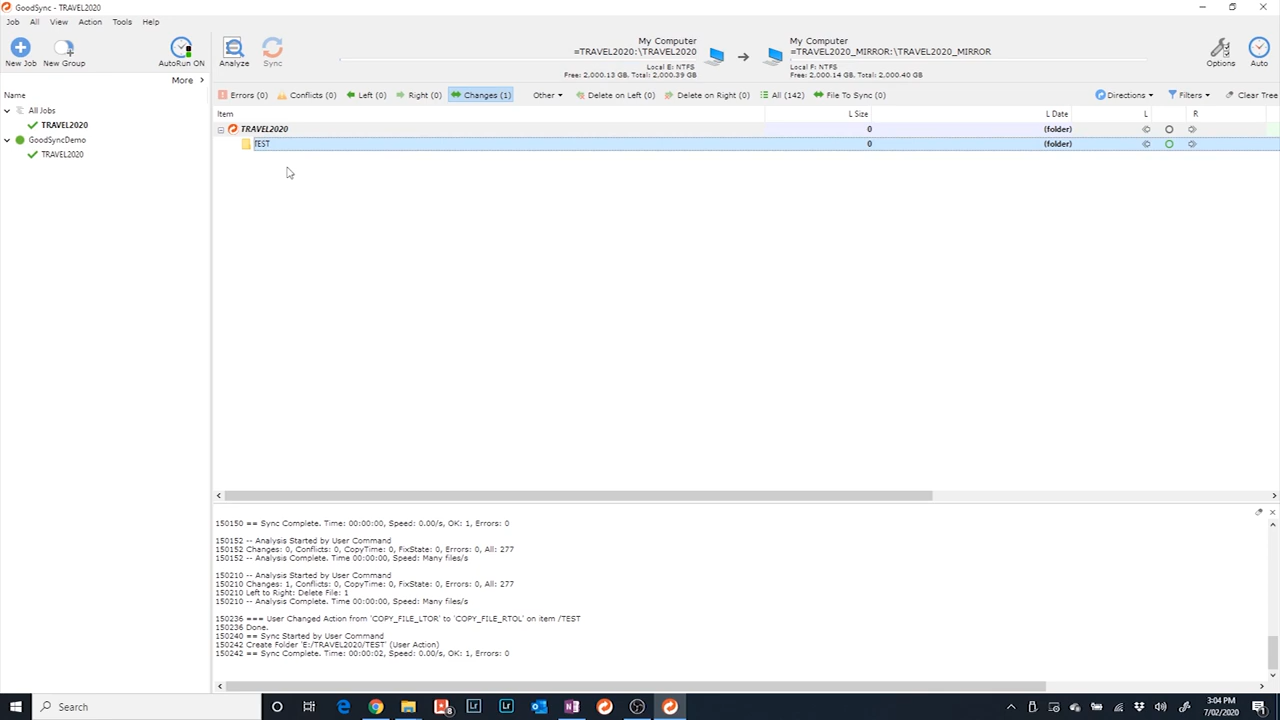 GoodSync - TRAVEL2020
Job All View Action Tools Help
New Job New Group AutoRun ON Analyze Sync
My Computer
=TRAVEL2020:\TRAVEL2020
Local E: NTFS
Free: 2,000.13 GB, Total: 2,000.39 GB
My Computer
=TRAVEL2020_MIRROR:\TRAVEL2020_MIRROR
Local F: NTFS
Free: 2,000.14 GB, Total: 2,000.40 GB
Options Auto
More
Name
All Jobs
TRAVEL2020
GoodSyncDemo
TRAVEL2020
Errors (0) Conflicts (0) Left (0) Right (0) Changes (1) Other Delete on Left (0) Delete on Right (0) All (142) File To Sync (0) Directions Filters Clear Tree
Item L Size L Date L R
TRAVEL2020 0 (folder)
TEST 0 (folder)
150150 == Sync Complete. Time: 00:00:00, Speed: 0.00/s, OK: 1, Errors: 0
150152 -- Analysis Started by User Command
150152 Changes: 0, Conflicts: 0, CopyTime: 0, FixState: 0, Errors: 0, All: 277
150152 -- Analysis Complete. Time 00:00:00, Speed: Many files/s
150210 -- Analysis Started by User Command
150210 Changes: 1, Conflicts: 0, CopyTime: 0, FixState: 0, Errors: 0, All: 277
150210 Left to Right: Delete File: 1
150210 -- Analysis Complete. Time 00:00:00, Speed: Many files/s
150236 === User Changed Action from 'COPY_FILE_LTOR' to 'COPY_FILE_RTOL' on item /TEST
150236 Done.
150240 == Sync Started by User Command
150242 Create Folder 'E:/TRAVEL2020/TEST' (User Action)
150242 == Sync Complete. Time: 00:00:02, Speed: 0.00/s, OK: 1, Errors: 0
Search
3:04 PM
7/02/2020